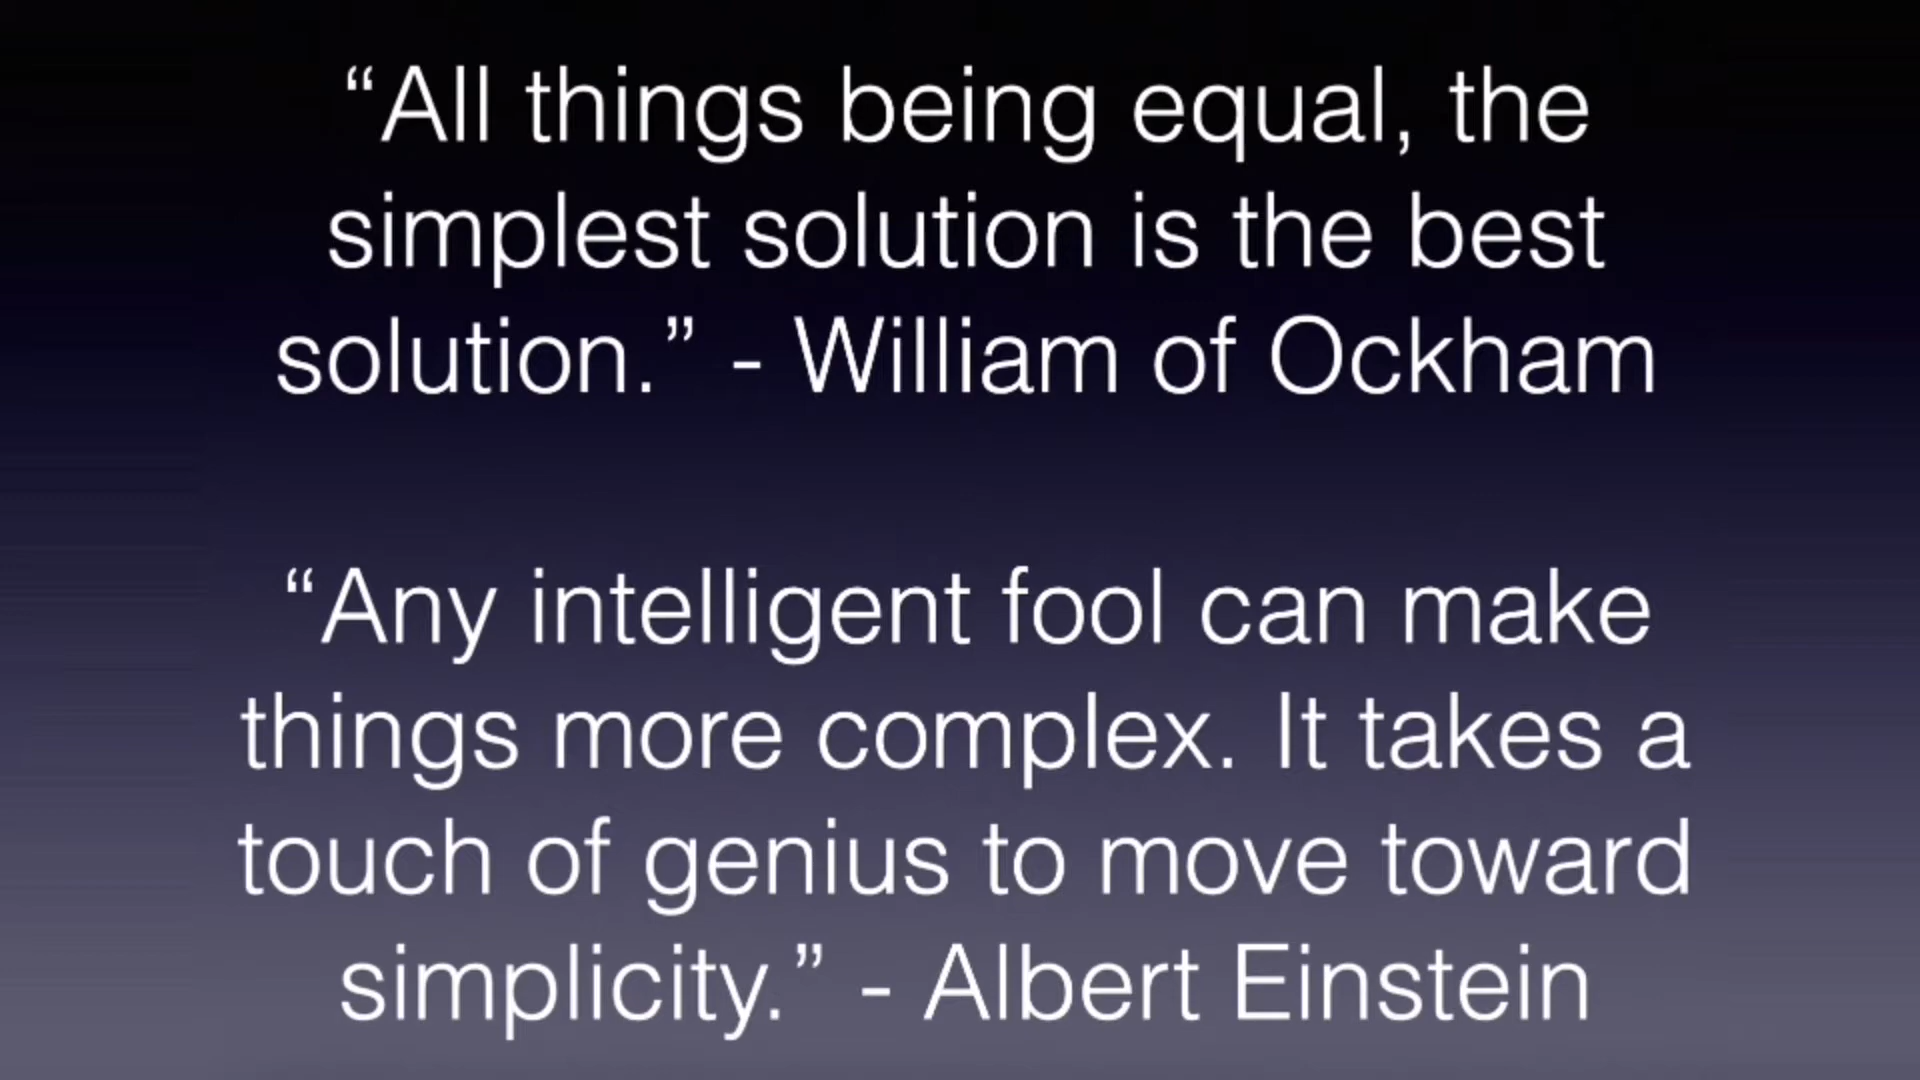 “All things being equal, the
simplest solution is the best
solution.” - William of Ockham
“Any intelligent fool can make
things more complex. It takes a
touch of genius to move toward
simplicity.” - Albert Einstein